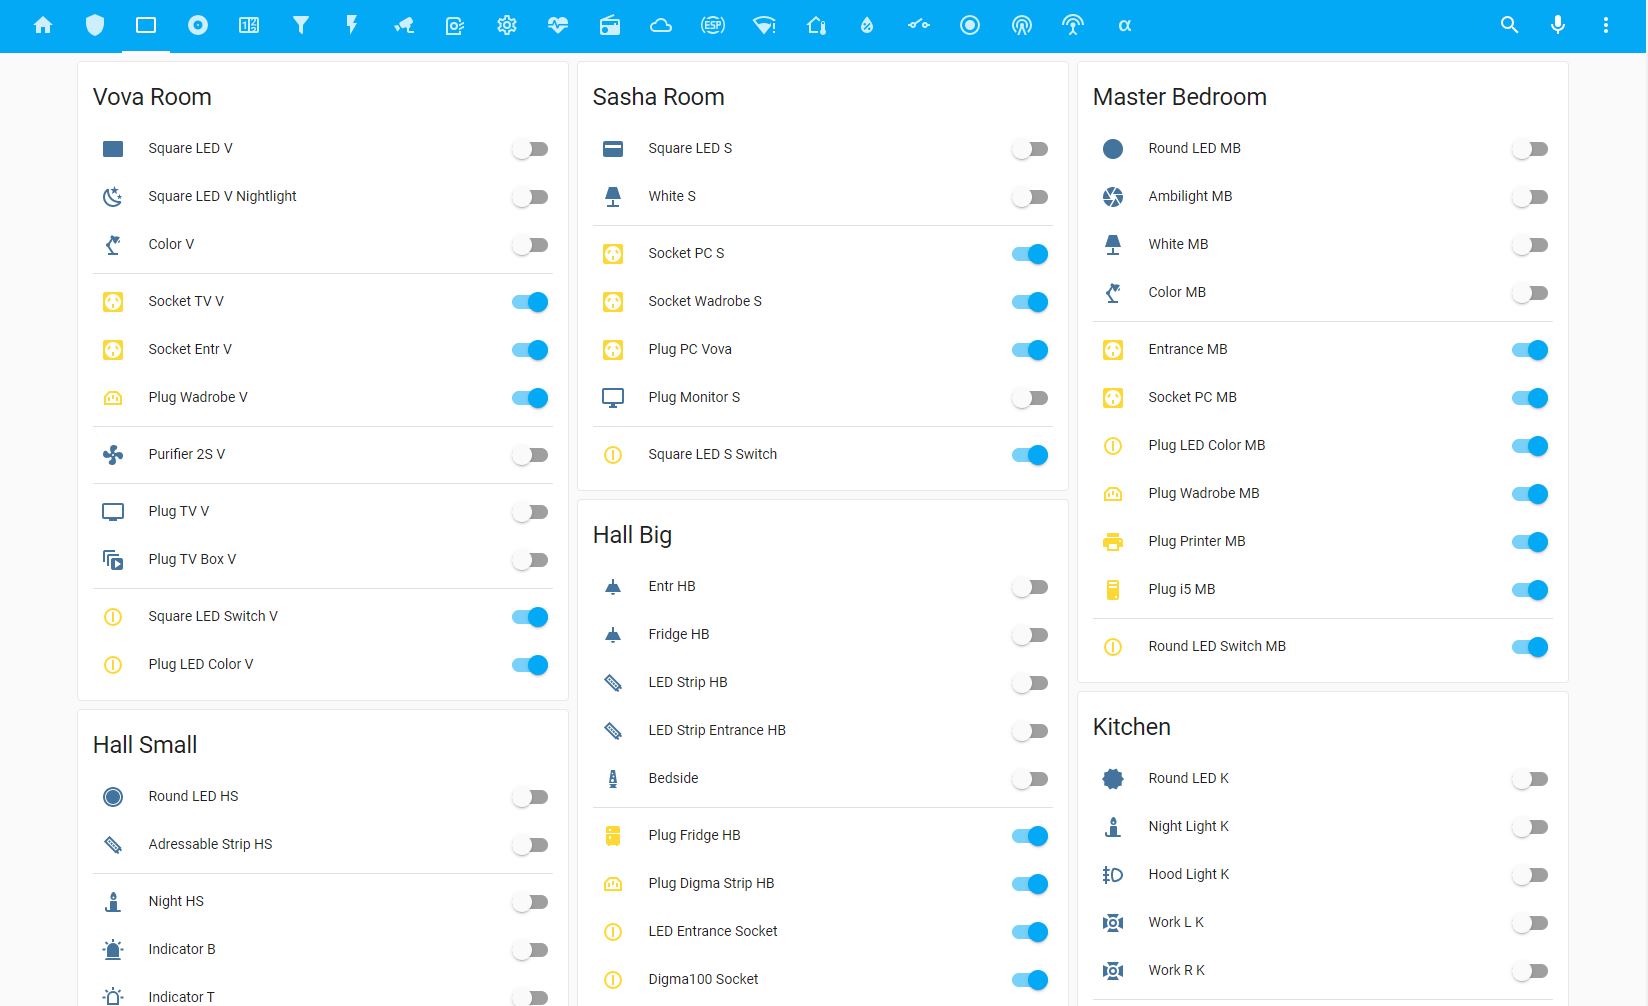 ESP
α
Vova Room
Square LED V
Square LED V Nightlight
Color V
Socket TV V
Socket Entr V
Plug Wadrobe V
Purifier 2S V
Plug TV V
Plug TV Box V
Square LED Switch V
Plug LED Color V
Hall Small
Round LED HS
Adressable Strip HS
Night HS
Indicator B
Indicator T
Sasha Room
Square LED S
White S
Socket PC S
Socket Wadrobe S
Plug PC Vova
Plug Monitor S
Square LED S Switch
Hall Big
Entr HB
Fridge HB
LED Strip HB
LED Strip Entrance HB
Bedside
Plug Fridge HB
Plug Digma Strip HB
LED Entrance Socket
Digma100 Socket
Master Bedroom
Round LED MB
Ambilight MB
White MB
Color MB
Entrance MB
Socket PC MB
Plug LED Color MB
Plug Wadrobe MB
Plug Printer MB
Plug i5 MB
Round LED Switch MB
Kitchen
Round LED K
Night Light K
Hood Light K
Work L K
Work R K